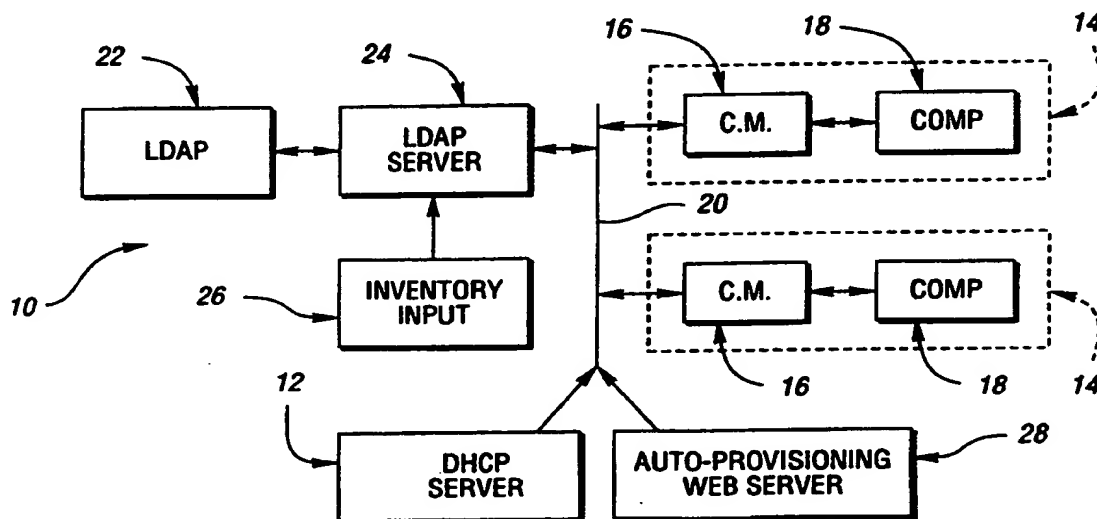 22
24
16
18
14
LDAP
LDAP
SERVER
C.M.
COMP
20
10
26
INVENTORY
INPUT
C.M.
COMP
16
18
14
12
DHCP
SERVER
AUTO-PROVISIONING
WEB SERVER
28